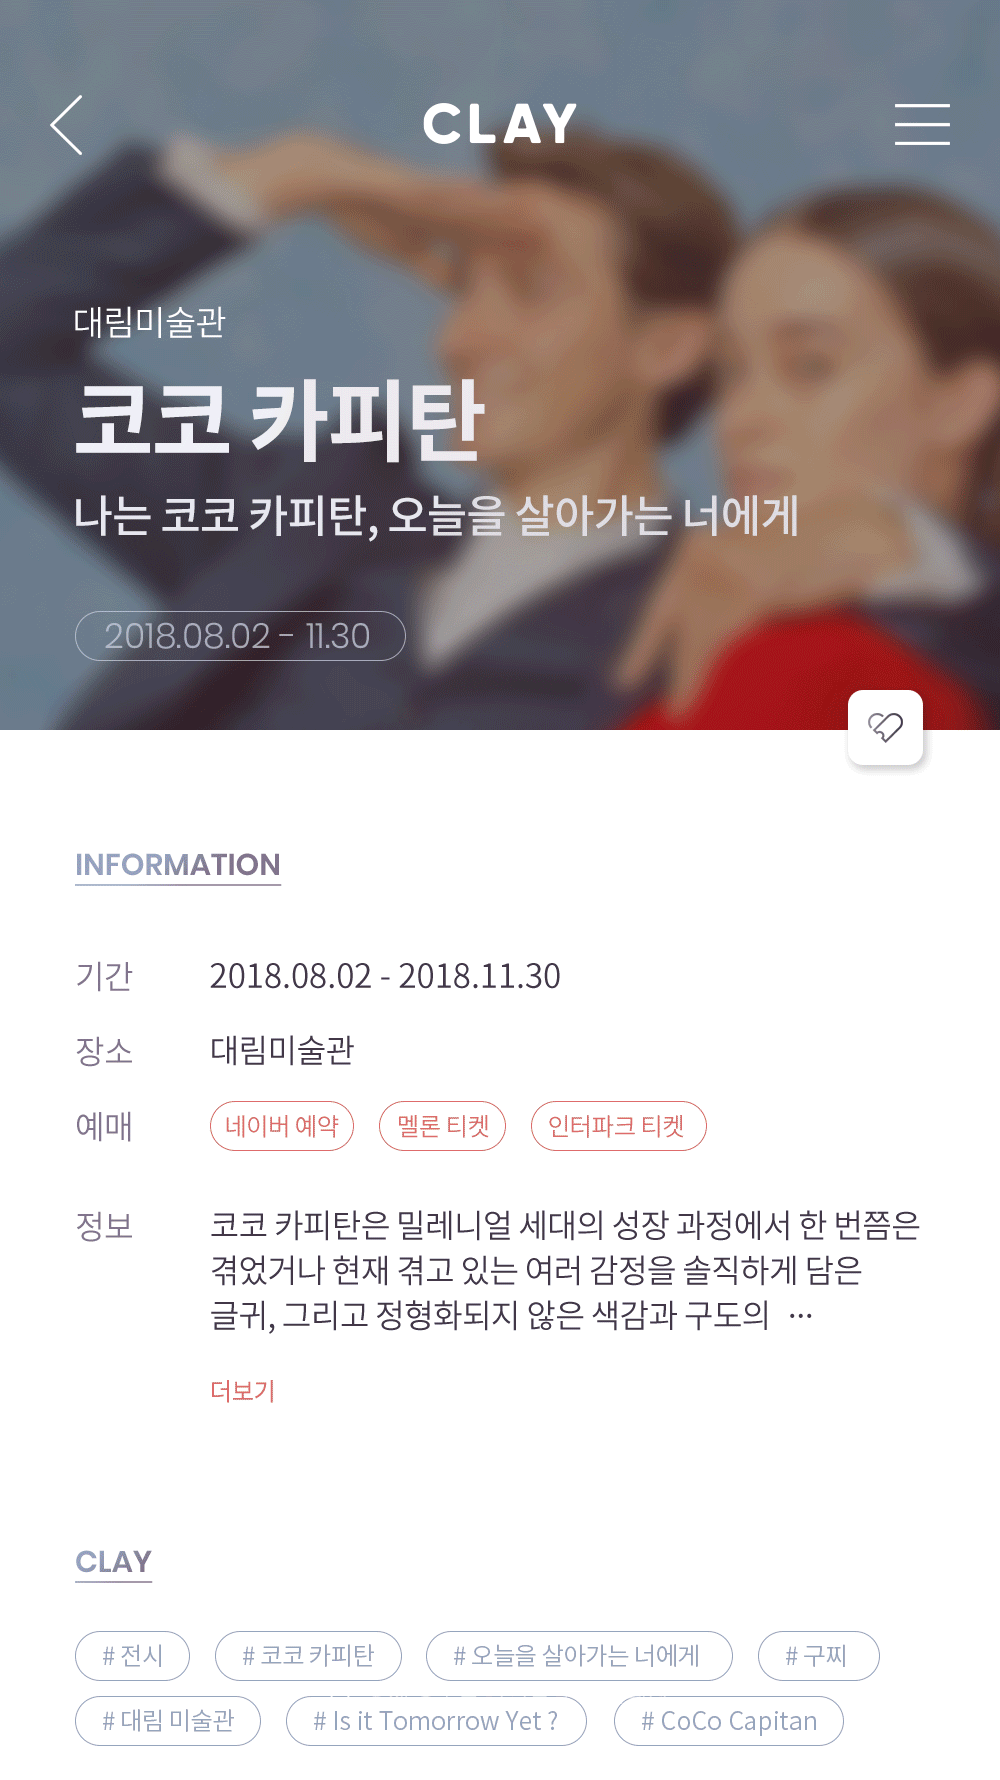 CLAY
대림미술관
코코 카피탄
나는 코코 카피탄, 오늘을 살아가는 너에게
2018.08.02 - 11.30
INFORMATION
기간 2018.08.02 - 2018.11.30
장소 대림미술관
예매 네이버 예약 멜론 티켓 인터파크 티켓
정보 코코 카피탄은 밀레니얼 세대의 성장 과정에서 한 번쯤은
겪었거나 현재 겪고 있는 여러 감정을 솔직하게 담은
글귀, 그리고 정형화되지 않은 색감과 구도의 ···
더보기
CLAY
# 전시 # 코코 카피탄 # 오늘을 살아가는 너에게 # 구찌
# 대림 미술관 # Is it Tomorrow Yet ? # CoCo Capitan